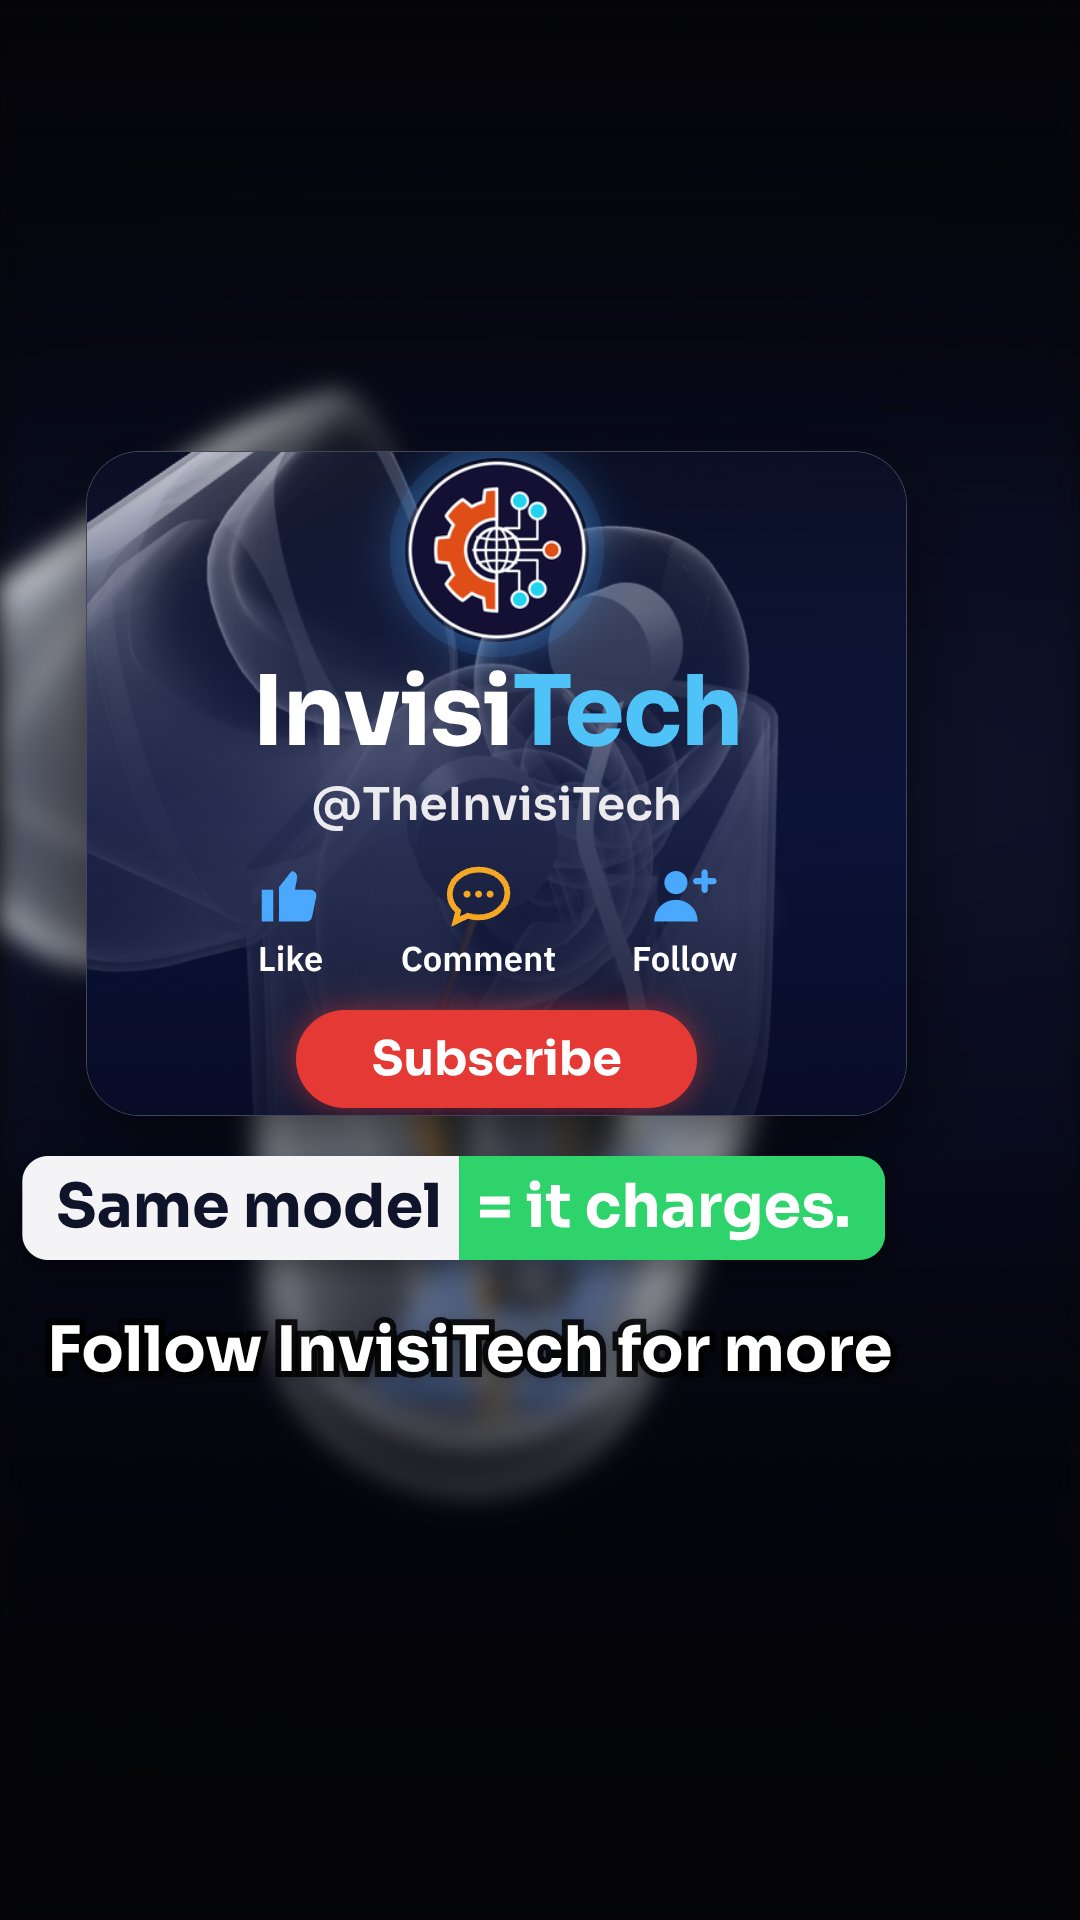 InvisiTech
@TheInvisiTech
Like Comment Follow
Subscribe
Same model = it charges.
Follow InvisiTech for more